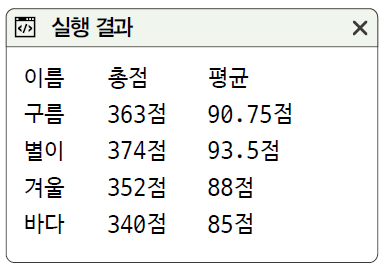 실행 결과
이름 총점 평균
구름 363점 90.75점
별이 374점 93.5점
겨울 352점 88점
바다 340점 85점